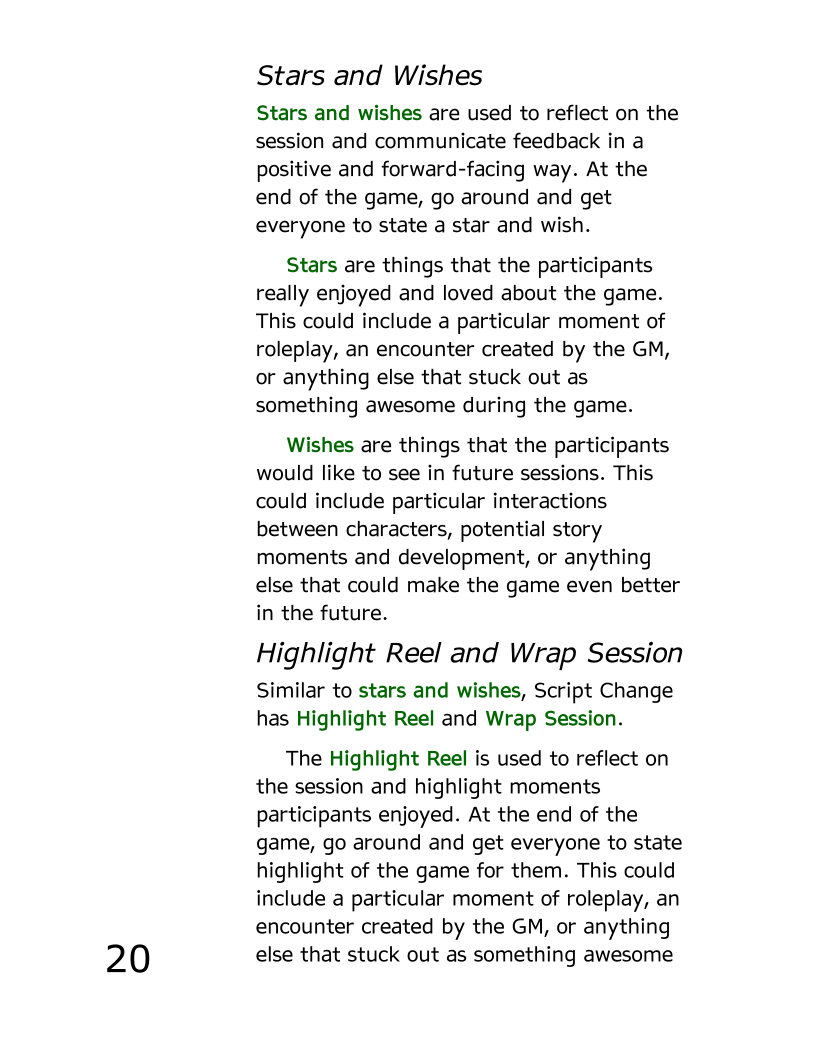 Stars and Wishes
Stars and wishes are used to reflect on the
session and communicate feedback in a
positive and forward-facing way. At the
end of the game, go around and get
everyone to state a star and wish.
Stars are things that the participants
really enjoyed and loved about the game.
This could include a particular moment of
roleplay, an encounter created by the GM,
or anything else that stuck out as
something awesome during the game.
Wishes are things that the participants
would like to see in future sessions. This
could include particular interactions
between characters, potential story
moments and development, or anything
else that could make the game even better
in the future.
Highlight Reel and Wrap Session
Similar to stars and wishes, Script Change
has Highlight Reel and Wrap Session.
The Highlight Reel is used to reflect on
the session and highlight moments
participants enjoyed. At the end of the
game, go around and get everyone to state
highlight of the game for them. This could
include a particular moment of roleplay, an
encounter created by the GM, or anything
else that stuck out as something awesome
20